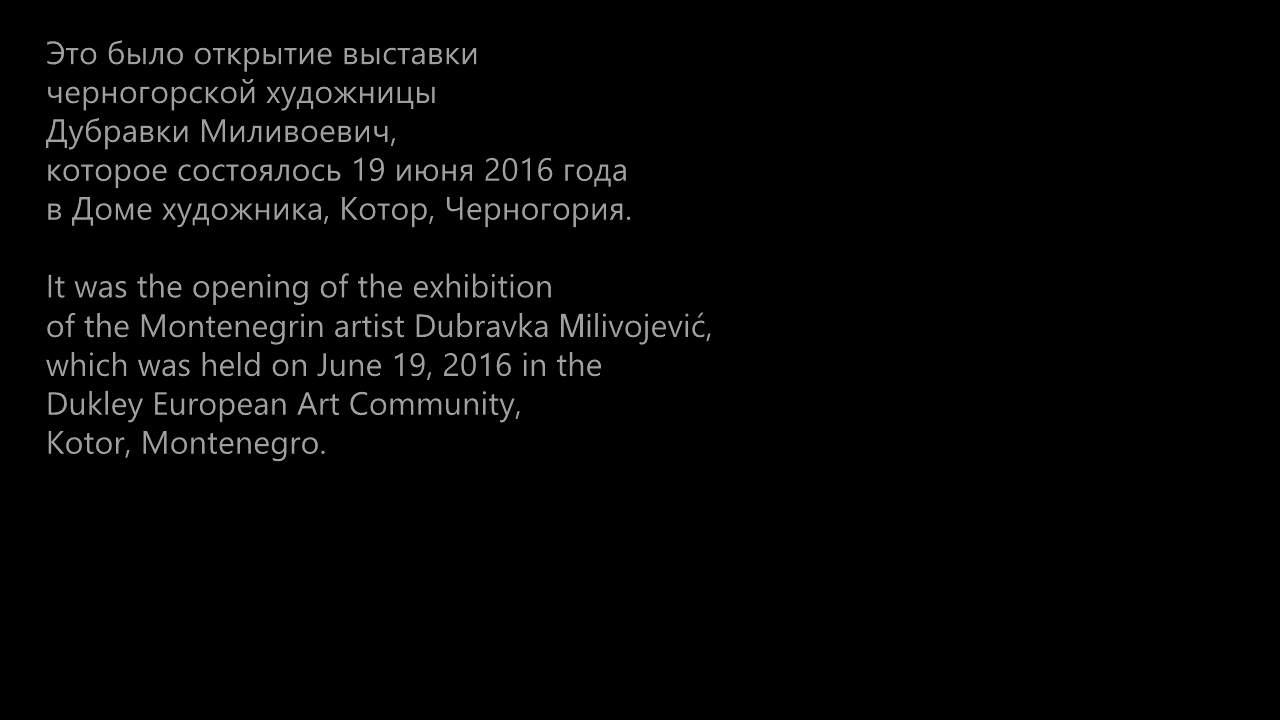 Это было открытие выставки
черногорской художницы
Дубравки Миливоевич,
которое состоялось 19 июня 2016 года
в Доме художника, Котор, Черногория.
It was the opening of the exhibition
of the Montenegrin artist Dubravka Milivojević,
which was held on June 19, 2016 in the
Dukley European Art Community,
Kotor, Montenegro.